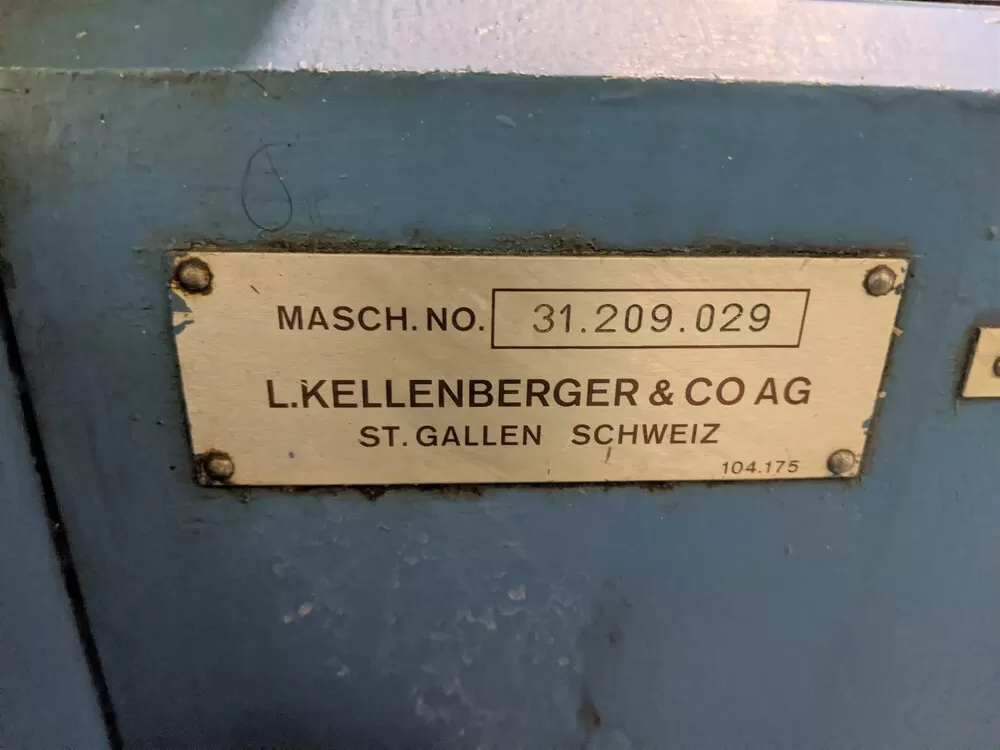 MASCH. NO. 31.209.029
L. KELLENBERGER & CO AG
ST. GALLEN SCHWEIZ
104.175